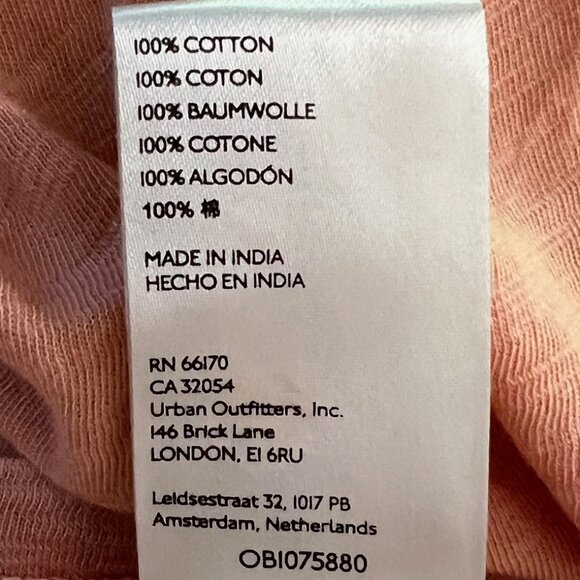 100% COTTON
100% COTON
100% BAUMWOLLE
100% COTONE
100% ALGODÓN
100% 棉
MADE IN INDIA
HECHO EN INDIA
RN 66170
CA 32054
Urban Outfitters, Inc.
146 Brick Lane
LONDON, E1 6RU
Leidsestraat 32, 1017 PB
Amsterdam, Netherlands
OB1075880